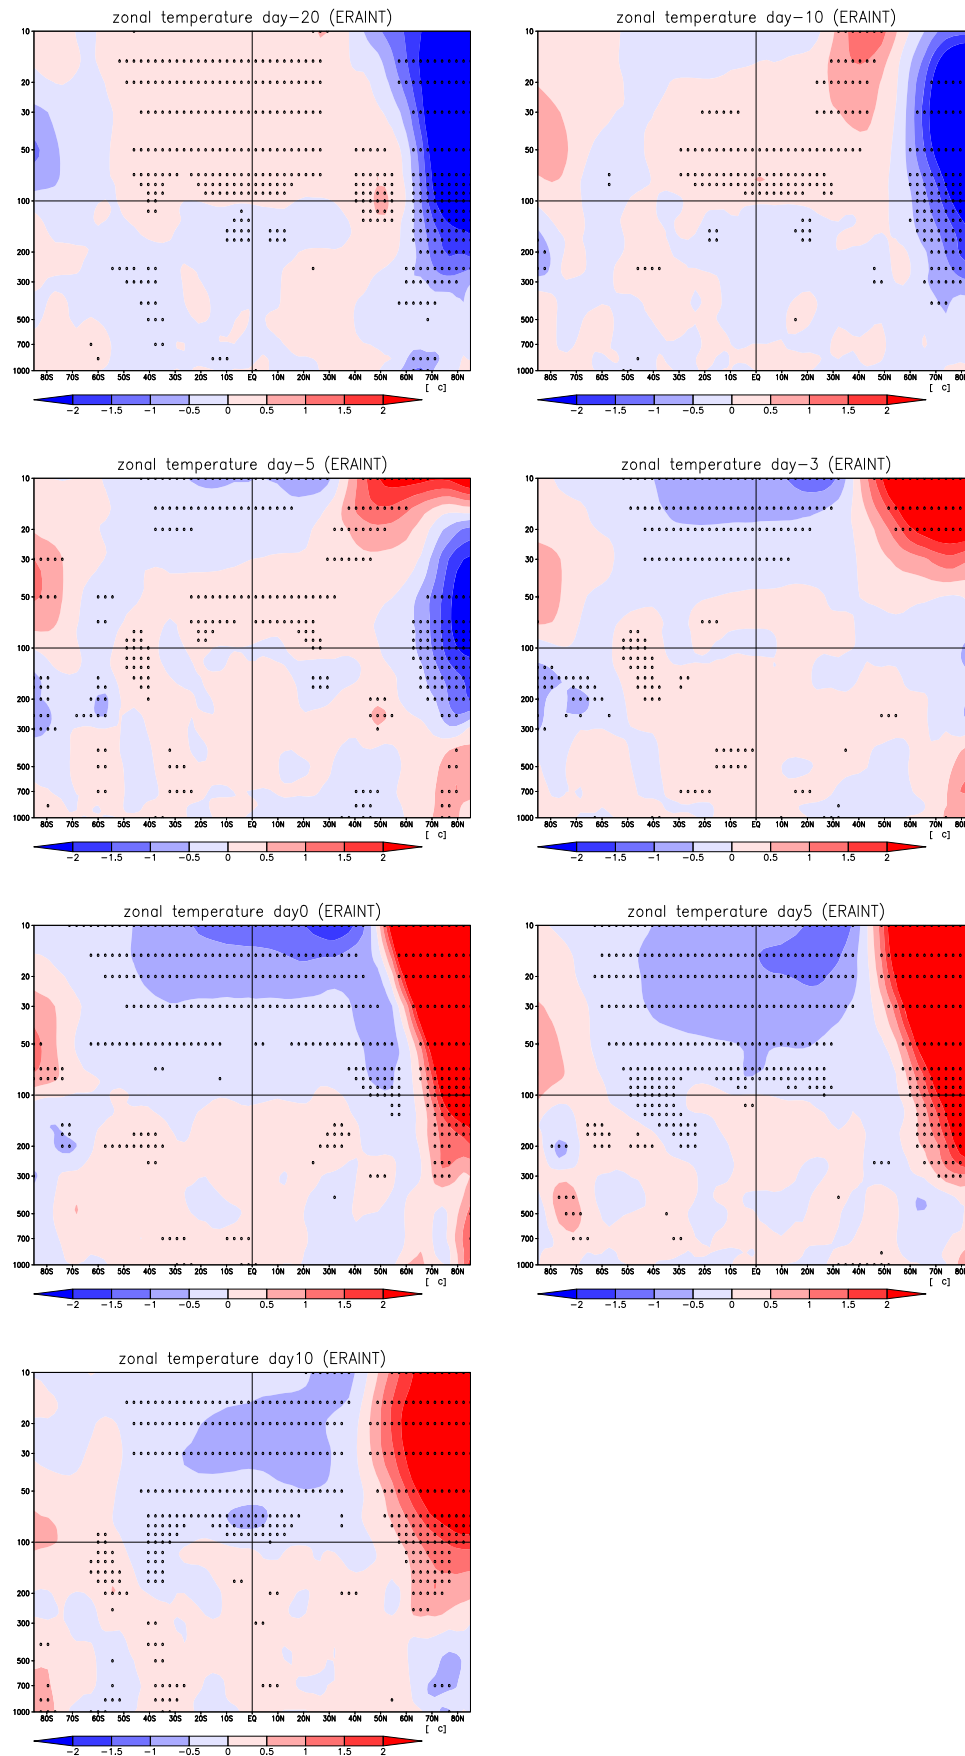 zonal temperature day-20 (ERAINT)
10
20
30
50
100
200
300
500
700
1000
80S 70S 60S 50S 40S 30S 20S 10S EQ 10N 20N 30N 40N 50N 60N 70N 80N
[ c]
-2 -1.5 -1 -0.5 0 0.5 1 1.5 2
zonal temperature day-10 (ERAINT)
10
20
30
50
100
200
300
500
700
1000
80S 70S 60S 50S 40S 30S 20S 10S EQ 10N 20N 30N 40N 50N 60N 70N 80N
[ c]
-2 -1.5 -1 -0.5 0 0.5 1 1.5 2
zonal temperature day-5 (ERAINT)
10
20
30
50
100
200
300
500
700
1000
80S 70S 60S 50S 40S 30S 20S 10S EQ 10N 20N 30N 40N 50N 60N 70N 80N
[ c]
-2 -1.5 -1 -0.5 0 0.5 1 1.5 2
zonal temperature day-3 (ERAINT)
10
20
30
50
100
200
300
500
700
1000
80S 70S 60S 50S 40S 30S 20S 10S EQ 10N 20N 30N 40N 50N 60N 70N 80N
[ c]
-2 -1.5 -1 -0.5 0 0.5 1 1.5 2
zonal temperature day0 (ERAINT)
10
20
30
50
100
200
300
500
700
1000
80S 70S 60S 50S 40S 30S 20S 10S EQ 10N 20N 30N 40N 50N 60N 70N 80N
[ c]
-2 -1.5 -1 -0.5 0 0.5 1 1.5 2
zonal temperature day5 (ERAINT)
10
20
30
50
100
200
300
500
700
1000
80S 70S 60S 50S 40S 30S 20S 10S EQ 10N 20N 30N 40N 50N 60N 70N 80N
[ c]
-2 -1.5 -1 -0.5 0 0.5 1 1.5 2
zonal temperature day10 (ERAINT)
10
20
30
50
100
200
300
500
700
1000
80S 70S 60S 50S 40S 30S 20S 10S EQ 10N 20N 30N 40N 50N 60N 70N 80N
[ c]
-2 -1.5 -1 -0.5 0 0.5 1 1.5 2